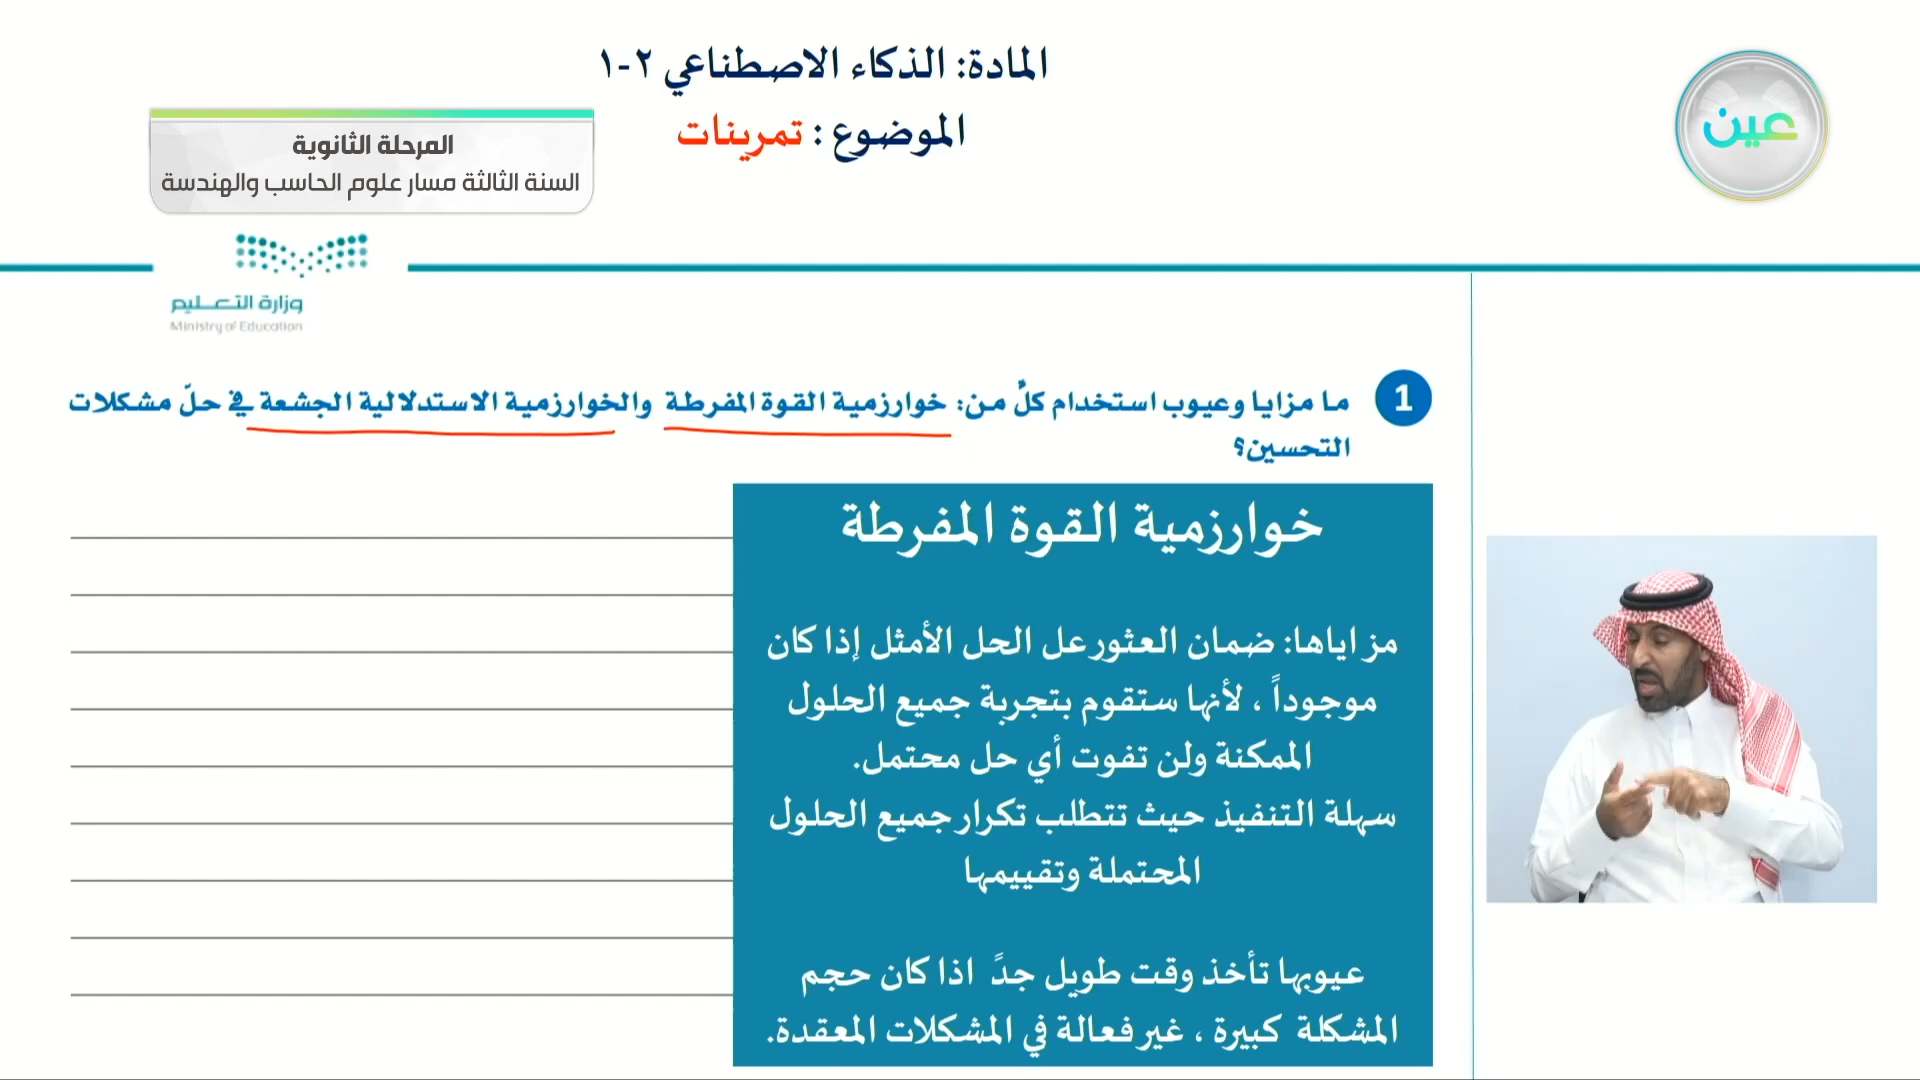 المادة: الذكاء الاصطناعي ٢-١
الموضوع : تمرينات
عين
المرحلة الثانوية
السنة الثالثة مسار علوم الحاسب والهندسة
وزارة التعليم
Ministry of Education
1 ما مزايا وعيوب استخدام كلٍّ من: خوارزمية القوة المفرطة والخوارزمية الاستدلالية الجشعة في حلّ مشكلات
التحسين؟
خوارزمية القوة المفرطة
مزاياها: ضمان العثور عل الحل الأمثل إذا كان
موجوداً ، لأنها ستقوم بتجربة جميع الحلول
الممكنة ولن تفوت أي حل محتمل.
سهلة التنفيذ حيث تتطلب تكرار جميع الحلول
المحتملة وتقييمها
عيوبها تأخذ وقت طويل جدً اذا كان حجم
المشكلة كبيرة ، غير فعالة في المشكلات المعقدة.